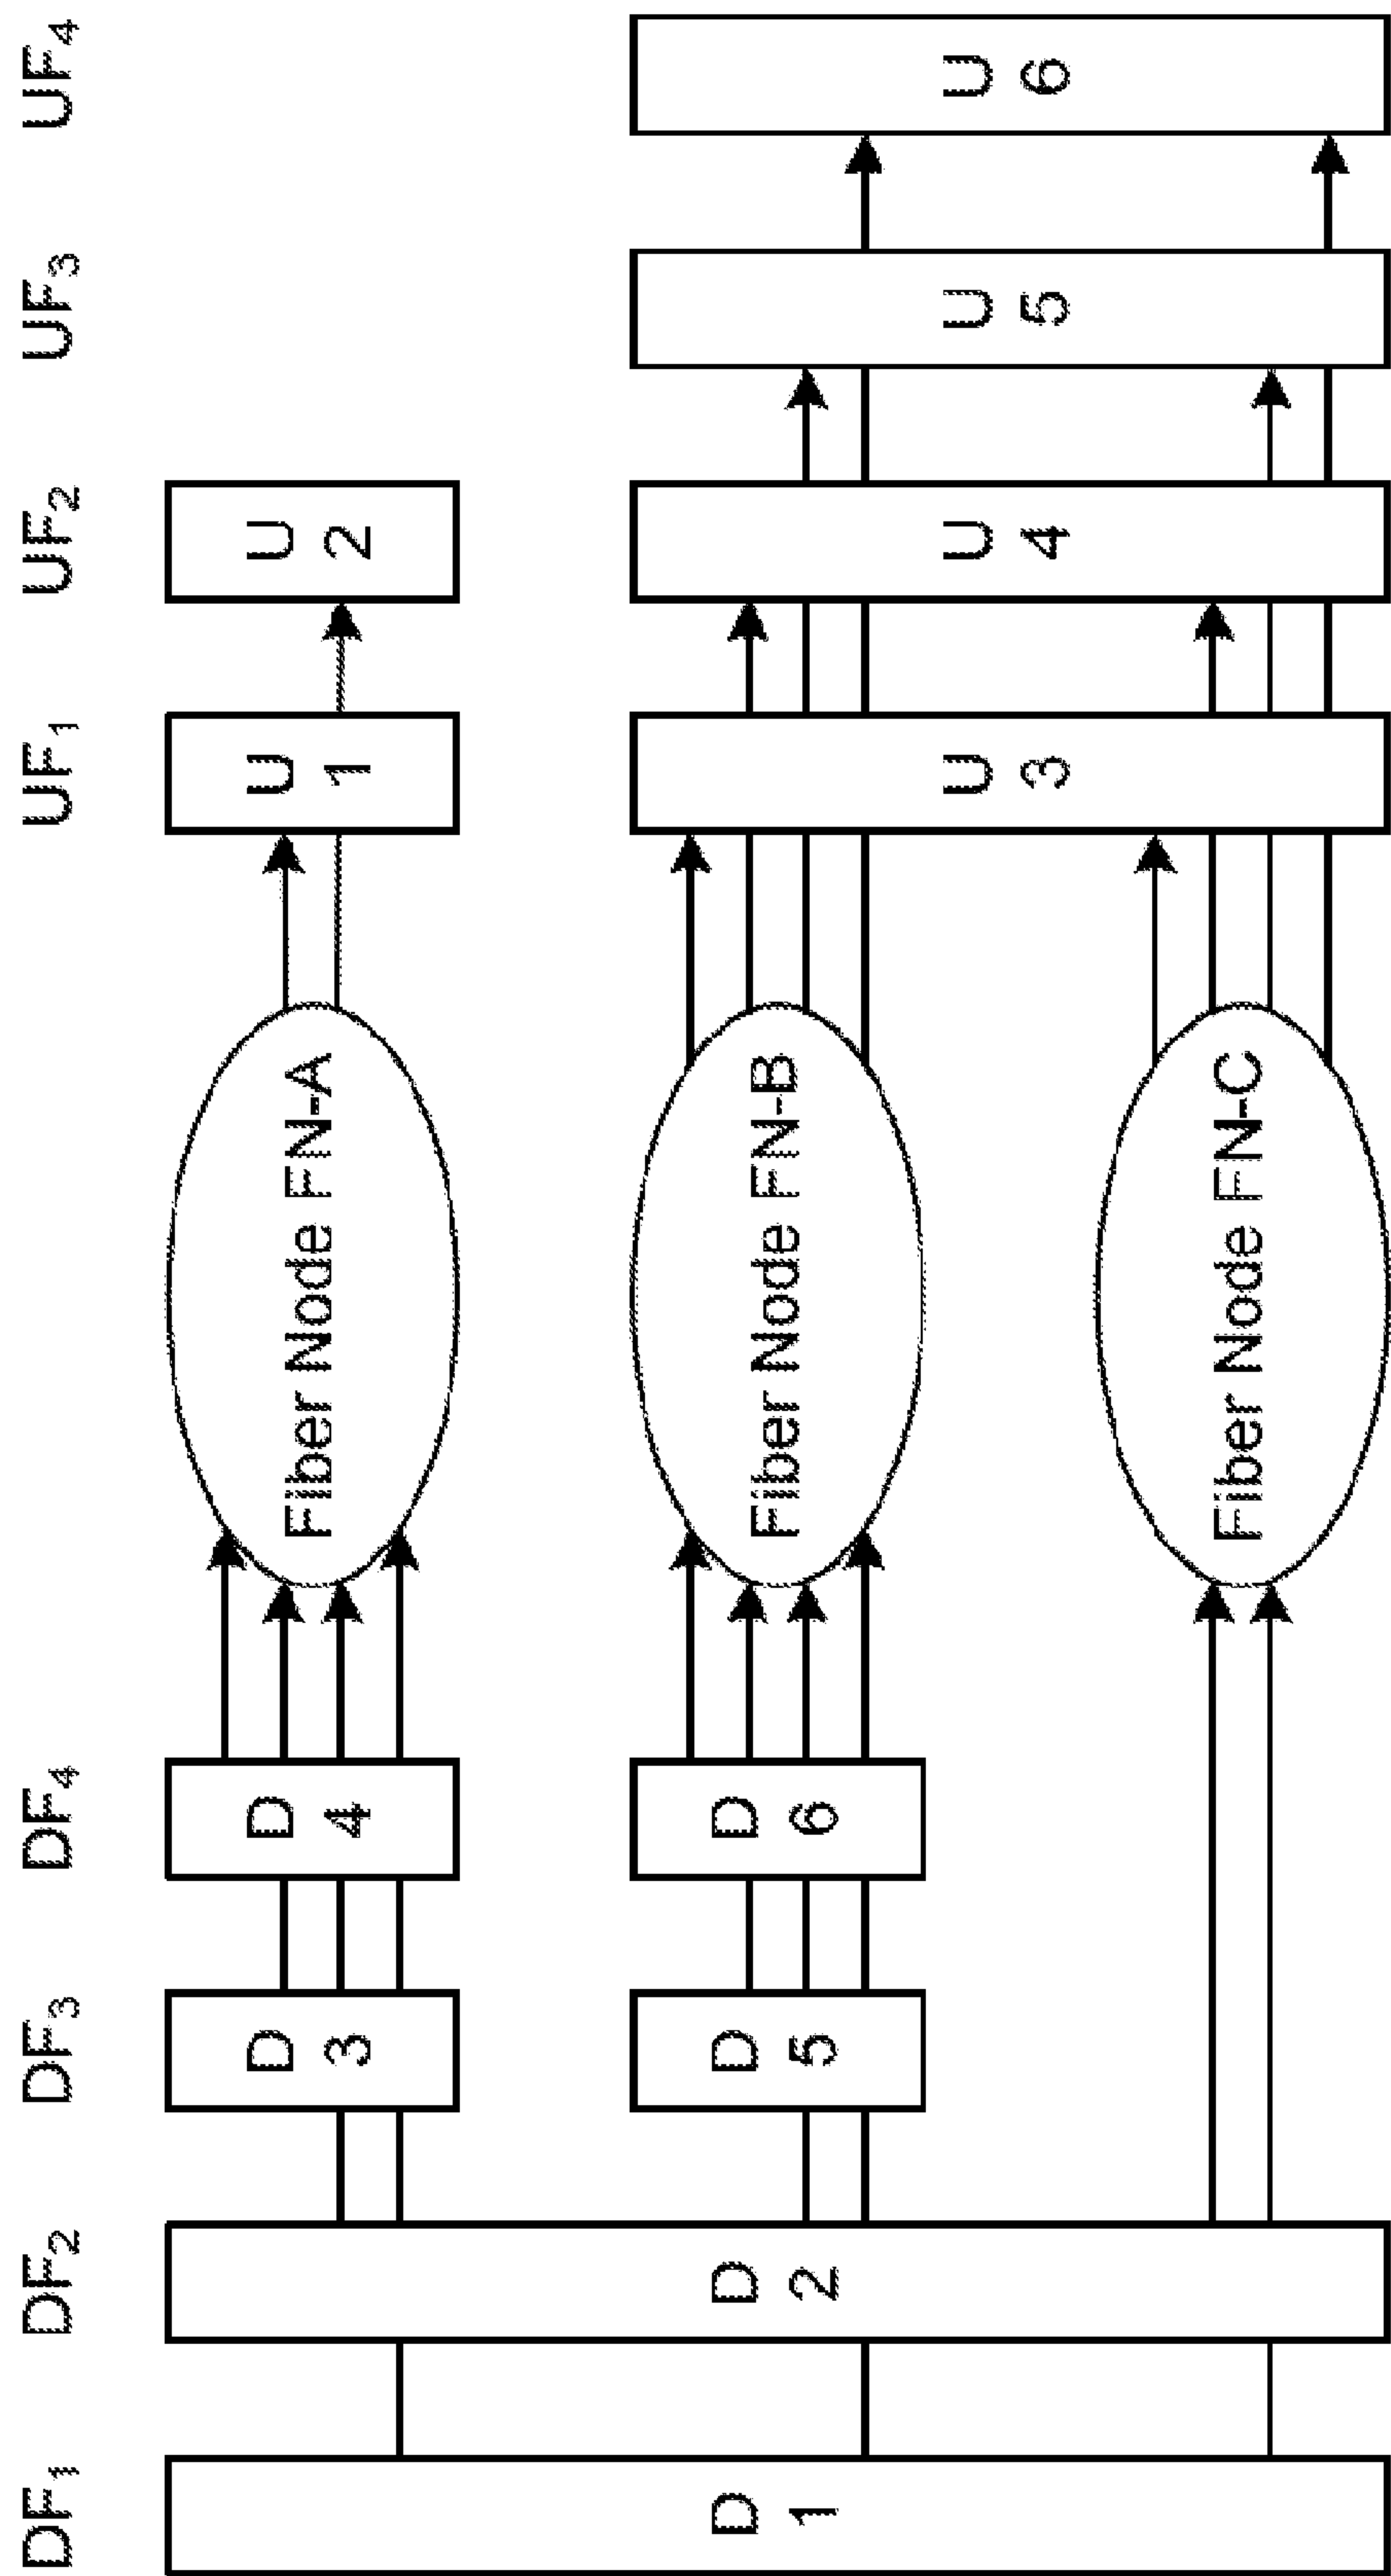 DF1 DF2 DF3 DF4 UF1 UF2 UF3 UF4
D
3
D
4
Fiber Node FN-A
U
1
U
2
D
1
D
2
D
5
D
6
Fiber Node FN-B
U
3
U
4
U
5
U
6
Fiber Node FN-C